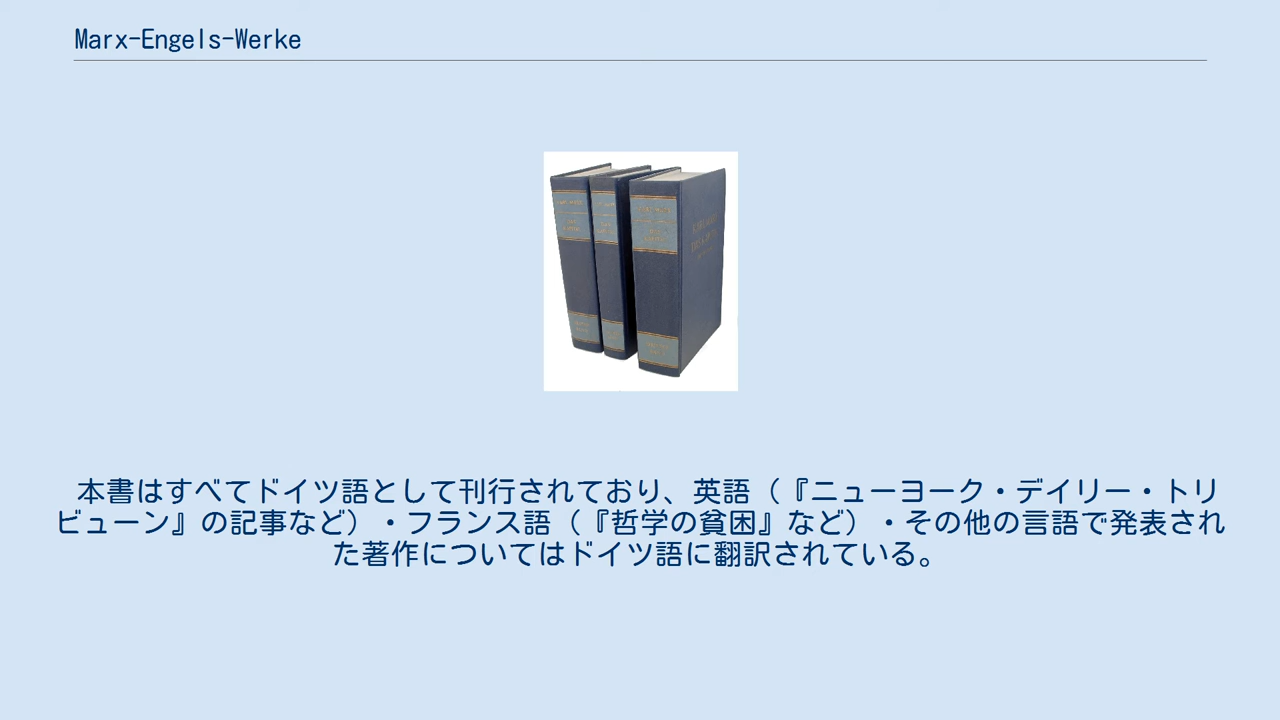 Marx-Engels-Werke
本書はすべてドイツ語として刊行されており、英語（『ニューヨーク・デイリー・トリ
ビューン』の記事など）・フランス語（『哲学の貧困』など）・その他の言語で発表され
た著作についてはドイツ語に翻訳されている。